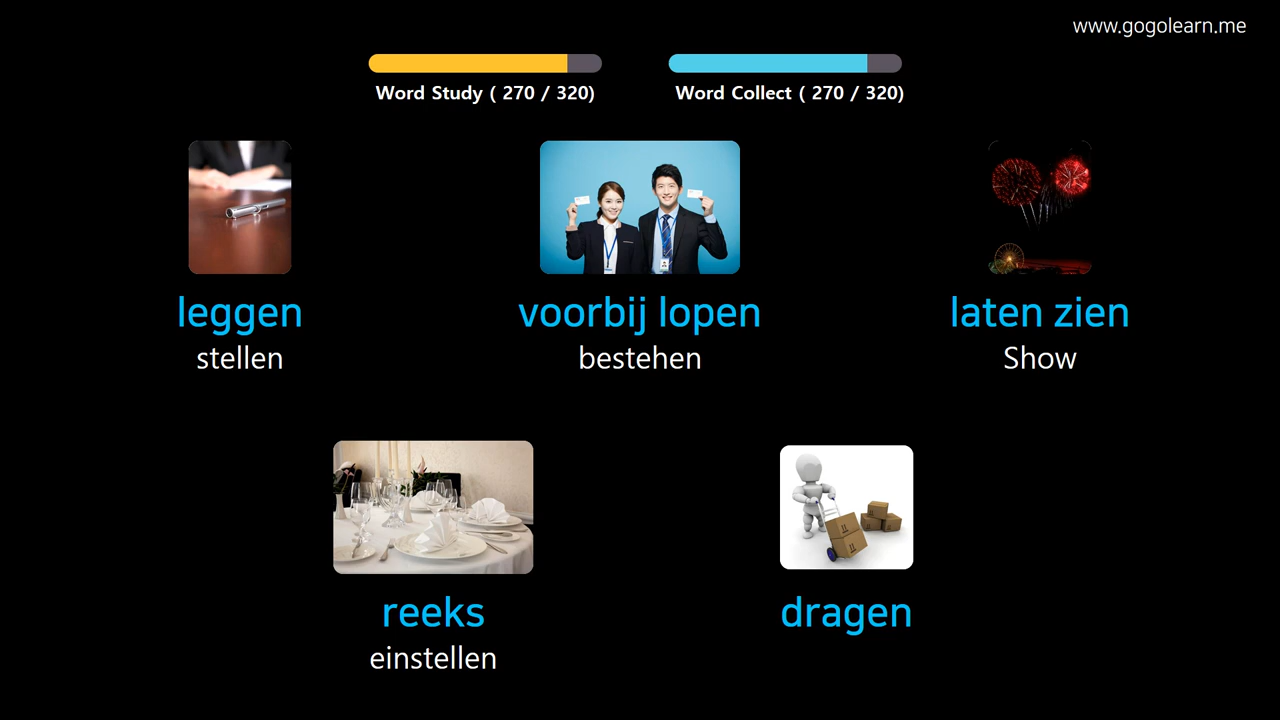 www.gogolearn.me
Word Study ( 270 / 320)
Word Collect ( 270 / 320)
leggen
stellen
voorbij lopen
bestehen
laten zien
Show
reeks
einstellen
dragen